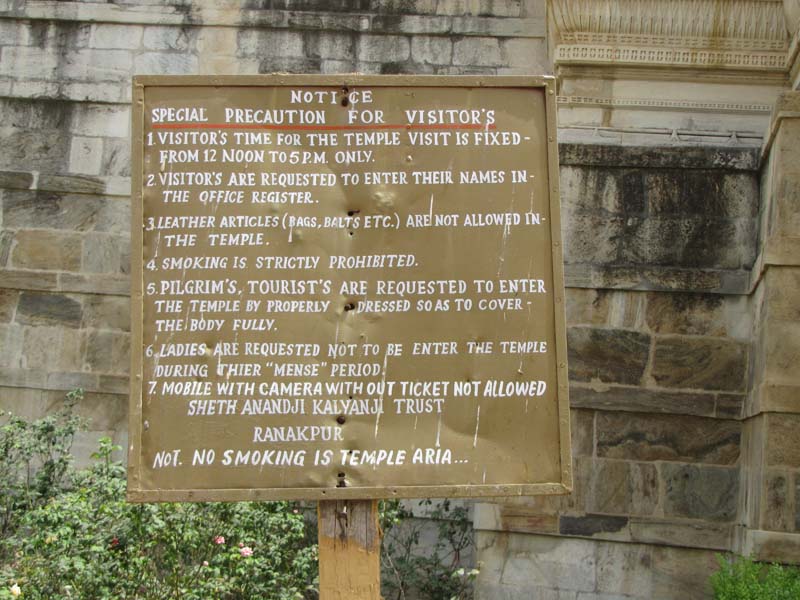 NOTICE
SPECIAL PRECAUTION FOR VISITOR'S
1. VISITOR'S TIME FOR THE TEMPLE VISIT IS FIXED -
FROM 12 NOON TO 5 P.M. ONLY.
2. VISITOR'S ARE REQUESTED TO ENTER THEIR NAMES IN -
THE OFFICE REGISTER.
3. LEATHER ARTICLES (BAGS, BALTS ETC.) ARE NOT ALLOWED IN -
THE TEMPLE.
4. SMOKING IS STRICTLY PROHIBITED.
5. PILGRIM'S, TOURIST'S ARE REQUESTED TO ENTER
THE TEMPLE BY PROPERLY DRESSED SO AS TO COVER -
THE BODY FULLY.
6. LADIES ARE REQUESTED NOT TO BE ENTER THE TEMPLE
DURING THIER "MENSE" PERIOD.
7. MOBILE WITH CAMERA WITH OUT TICKET NOT ALLOWED
SHETH ANANDJI KALYANJI TRUST
RANAKPUR
NOT. NO SMOKING IS TEMPLE ARIA...